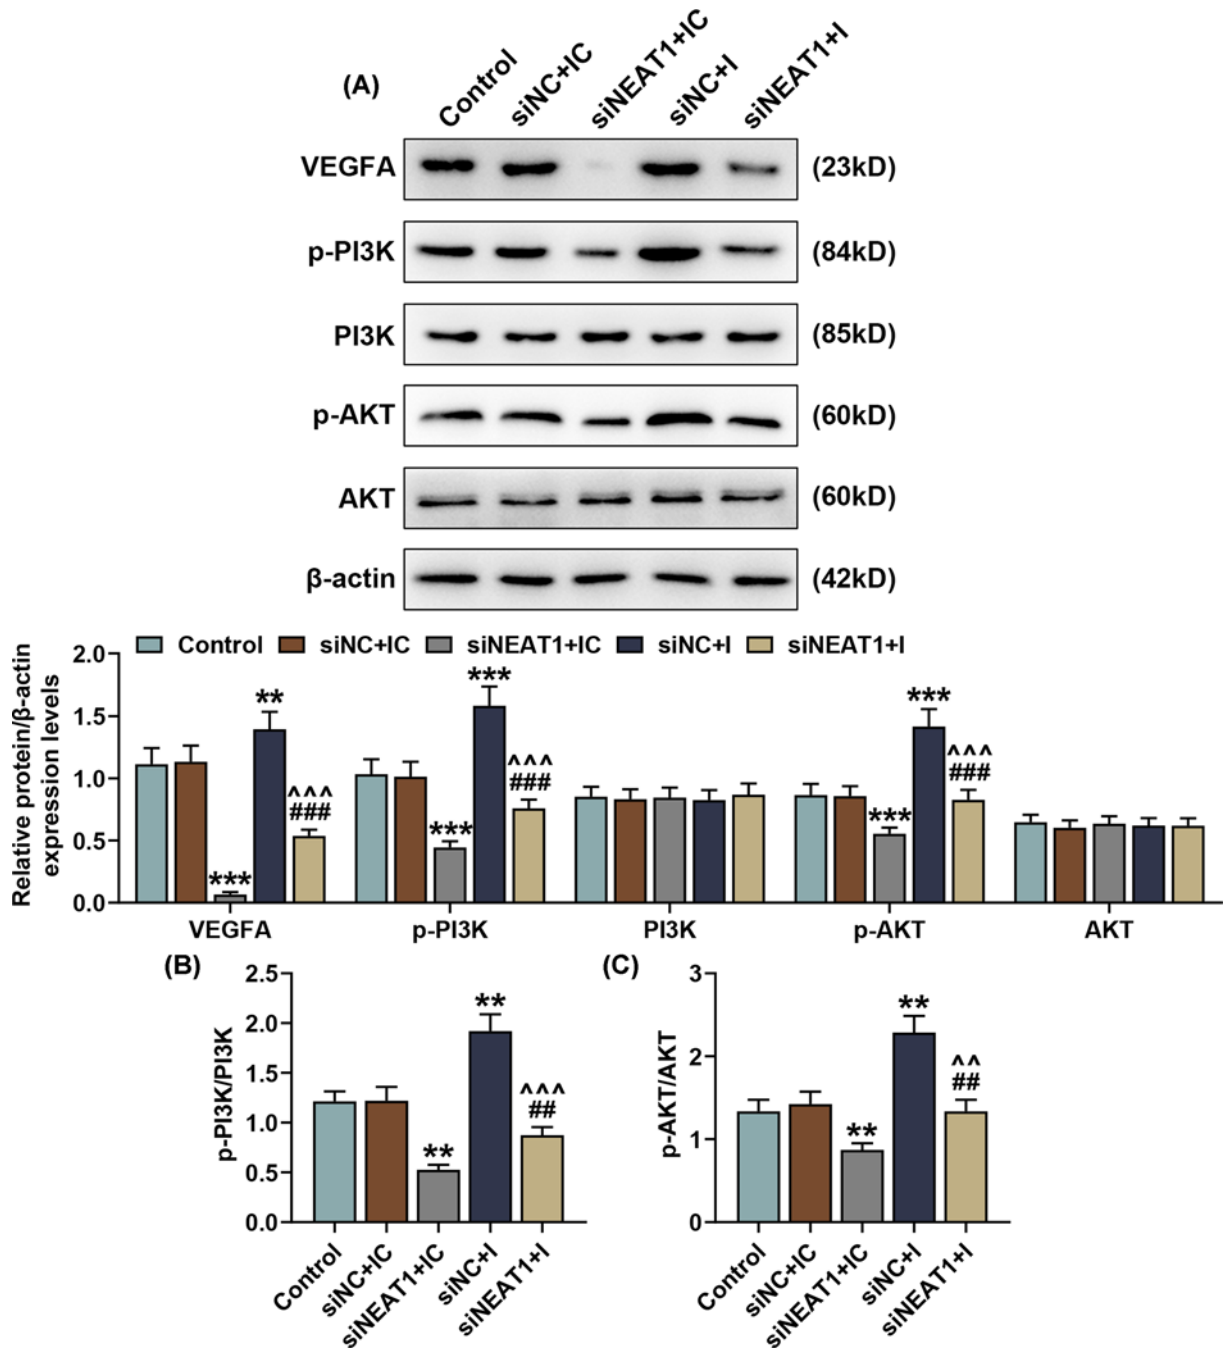 (A)
Control siNC+IC siNEAT1+IC siNC+I siNEAT1+I
VEGFA (23kD)
p-PI3K (84kD)
PI3K (85kD)
p-AKT (60kD)
AKT (60kD)
β-actin (42kD)
Control siNC+IC siNEAT1+IC siNC+I siNEAT1+I
Relative protein/β-actin
expression levels
2.0
1.5
1.0
0.5
0.0
*** ** ^^^ ###
*** *** ^^^ ###
*** *** ^^^ ###
VEGFA p-PI3K PI3K p-AKT AKT
(B)
p-PI3K/PI3K
2.5
2.0
1.5
1.0
0.5
0.0
** ** ^^^ ##
Control siNC+IC siNEAT1+IC siNC+I siNEAT1+I
(C)
p-AKT/AKT
3
2
1
0
** ** ^^ ##
Control siNC+IC siNEAT1+IC siNC+I siNEAT1+I